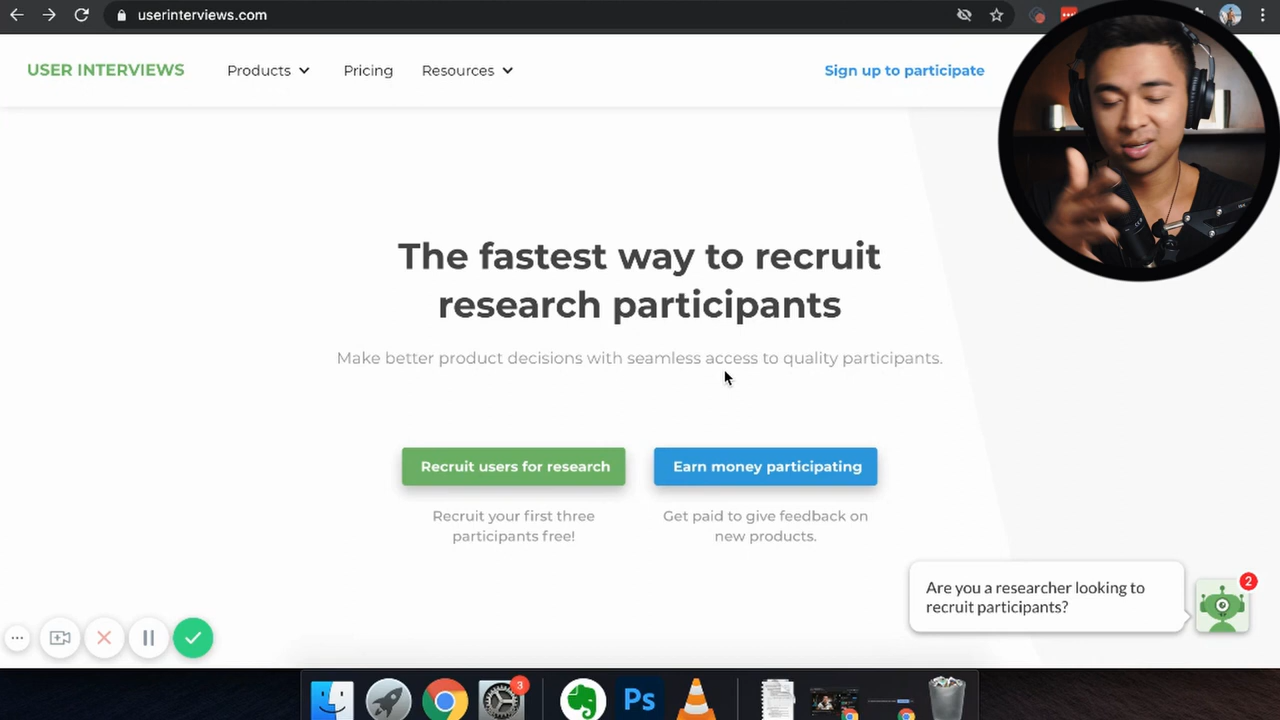 userinterviews.com
USER INTERVIEWS
Products
Pricing
Resources
Sign up to participate
The fastest way to recruit
research participants
Make better product decisions with seamless access to quality participants.
Recruit users for research
Earn money participating
Recruit your first three
participants free!
Get paid to give feedback on
new products.
Are you a researcher looking to
recruit participants?
2
3
Ps